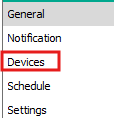 General
Notification
Devices
Schedule
Settings